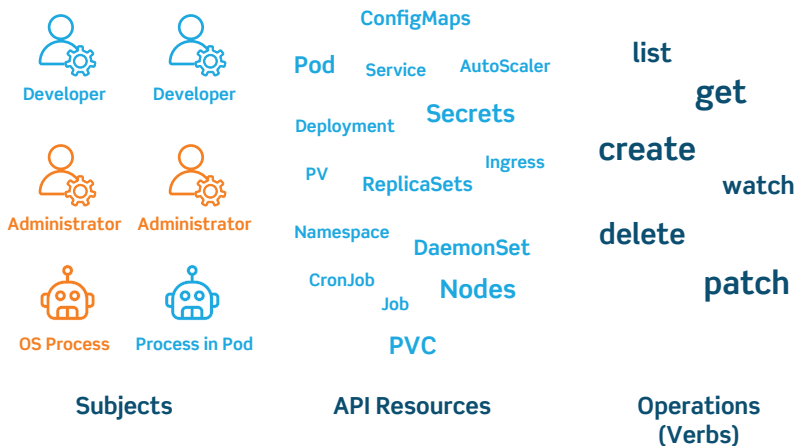 Developer
Developer
Administrator
Administrator
OS Process
Process in Pod
Subjects
ConfigMaps
Pod
Service
AutoScaler
Secrets
Deployment
Ingress
PV
ReplicaSets
Namespace
DaemonSet
CronJob
Nodes
Job
PVC
API Resources
list
get
create
watch
delete
patch
Operations
(Verbs)